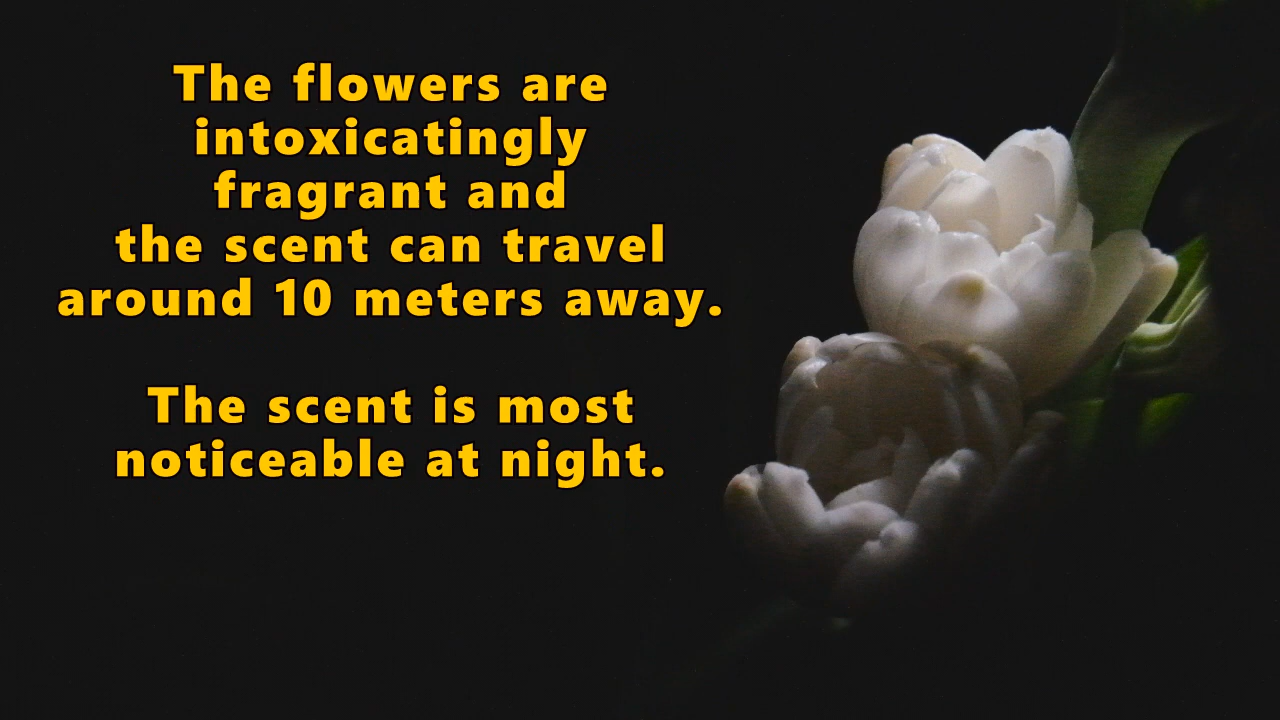 The flowers are
intoxicatingly
fragrant and
the scent can travel
around 10 meters away.
The scent is most
noticeable at night.